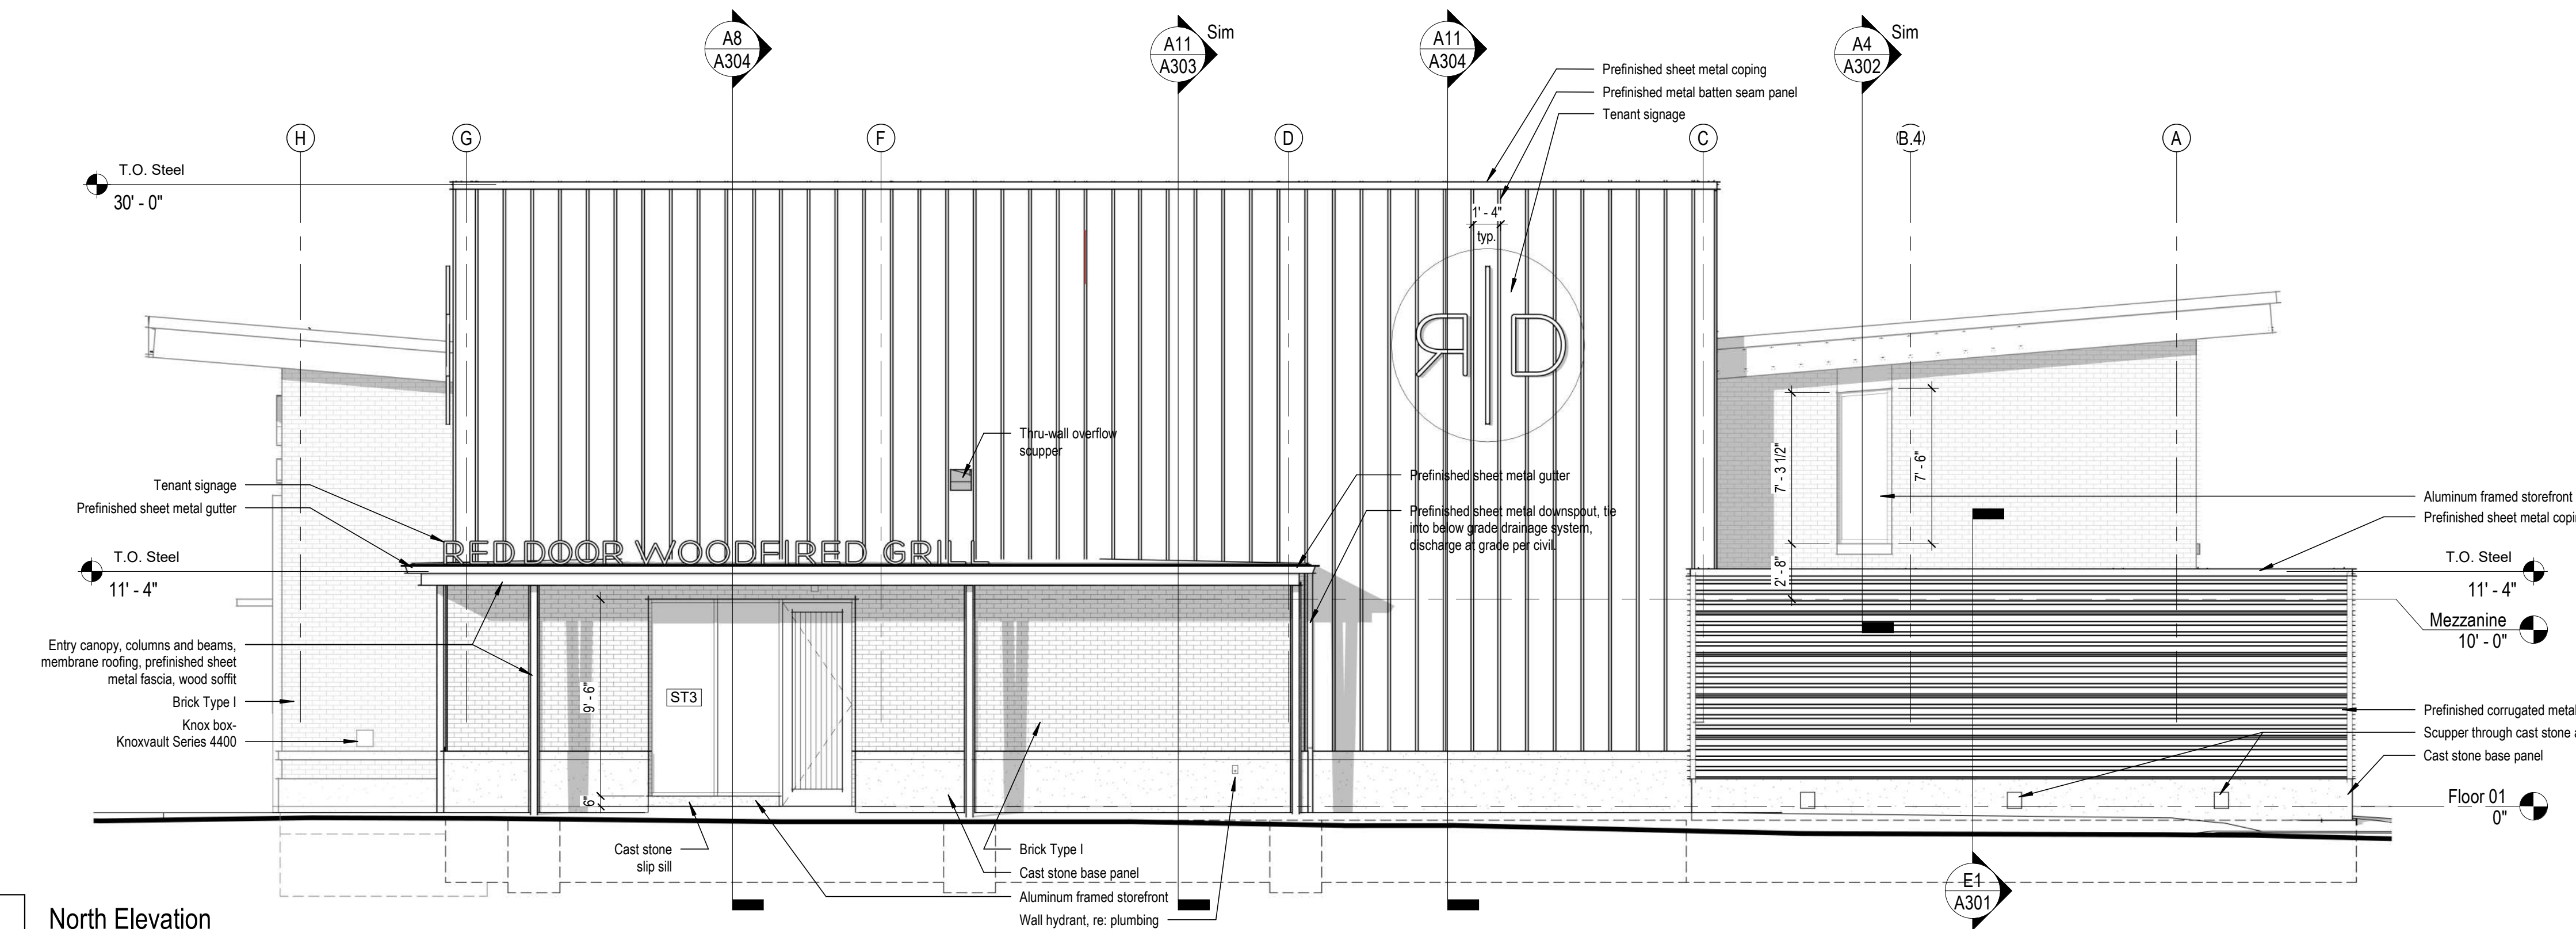 A8
A304
A11
A303
Sim
A11
A304
A4
A302
Sim
Prefinished sheet metal coping
Prefinished metal batten seam panel
Tenant signage
H
G
F
D
C
(B.4)
A
T.O. Steel
30' - 0"
1' - 4"
typ.
R D
Thru-wall overflow
scupper
Tenant signage
Prefinished sheet metal gutter
Prefinished sheet metal gutter
Prefinished sheet metal downspout, tie
into below grade drainage system,
discharge at grade per civil.
7' - 3 1/2"
7' - 6"
2' - 8"
Aluminum framed storefront
Prefinished sheet metal copi
RED DOOR WOODFIRED GRILL
T.O. Steel
11' - 4"
T.O. Steel
11' - 4"
Mezzanine
10' - 0"
Entry canopy, columns and beams,
membrane roofing, prefinished sheet
metal fascia, wood soffit
Brick Type I
Knox box-
Knoxvault Series 4400
9' - 6"
ST3
6"
Prefinished corrugated metal
Scupper through cast stone a
Cast stone base panel
Floor 01
0"
Cast stone
slip sill
Brick Type I
Cast stone base panel
Aluminum framed storefront
Wall hydrant, re: plumbing
E1
A301
North Elevation